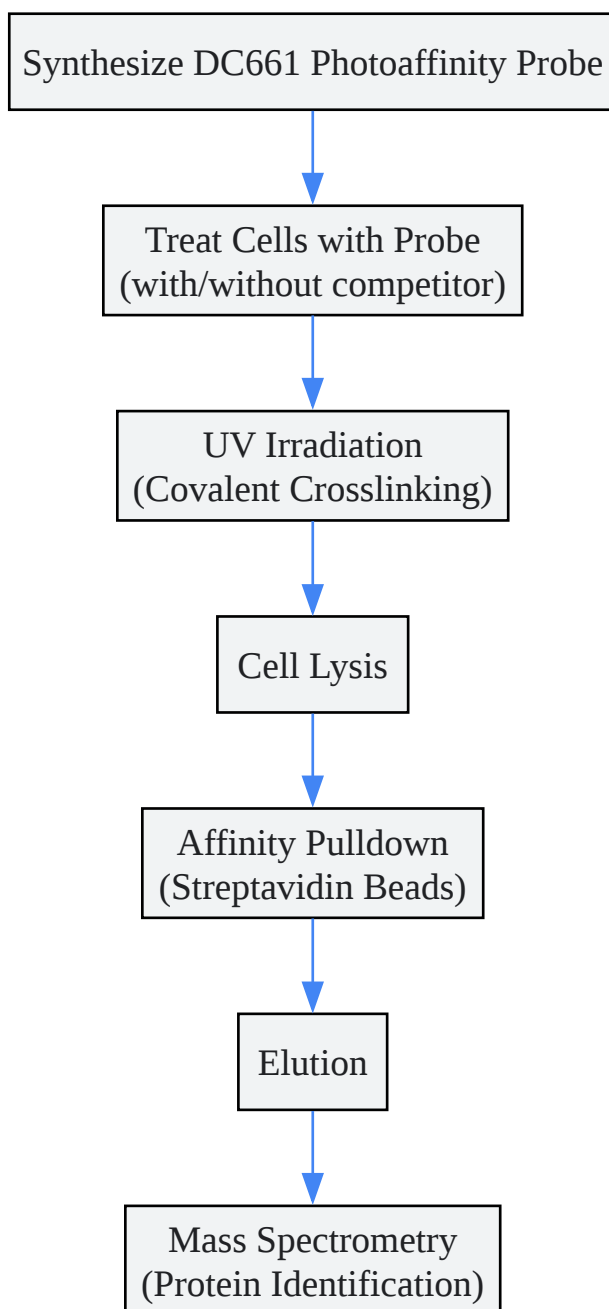 Synthesize DC661 Photoaffinity Probe
Treat Cells with Probe
(with/without competitor)
UV Irradiation
(Covalent Crosslinking)
Cell Lysis
Affinity Pulldown
(Streptavidin Beads)
Elution
Mass Spectrometry
(Protein Identification)